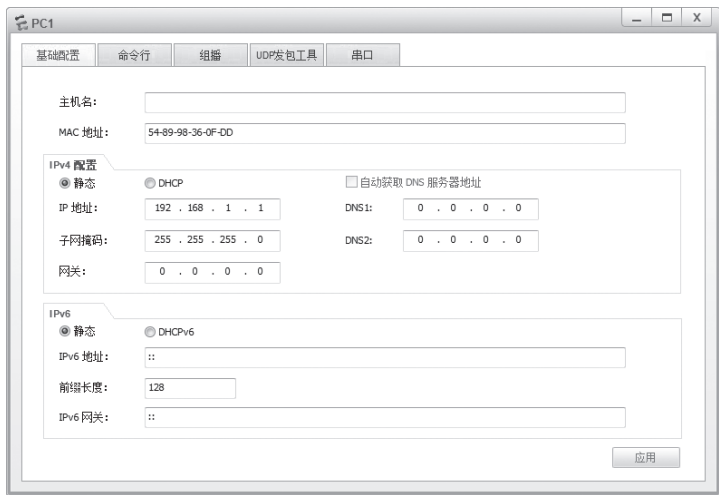 PC1
基础配置 命令行 组播 UDP发包工具 串口
主机名：
MAC 地址： 54-89-98-36-0F-DD
IPv4 配置
静态 DHCP 自动获取 DNS 服务器地址
IP 地址： 192 . 168 . 1 . 1 DNS1: 0 . 0 . 0 . 0
子网掩码： 255 . 255 . 255 . 0 DNS2: 0 . 0 . 0 . 0
网关： 0 . 0 . 0 . 0
IPv6
静态 DHCPv6
IPv6 地址： ::
前缀长度： 128
IPv6 网关： ::
应用